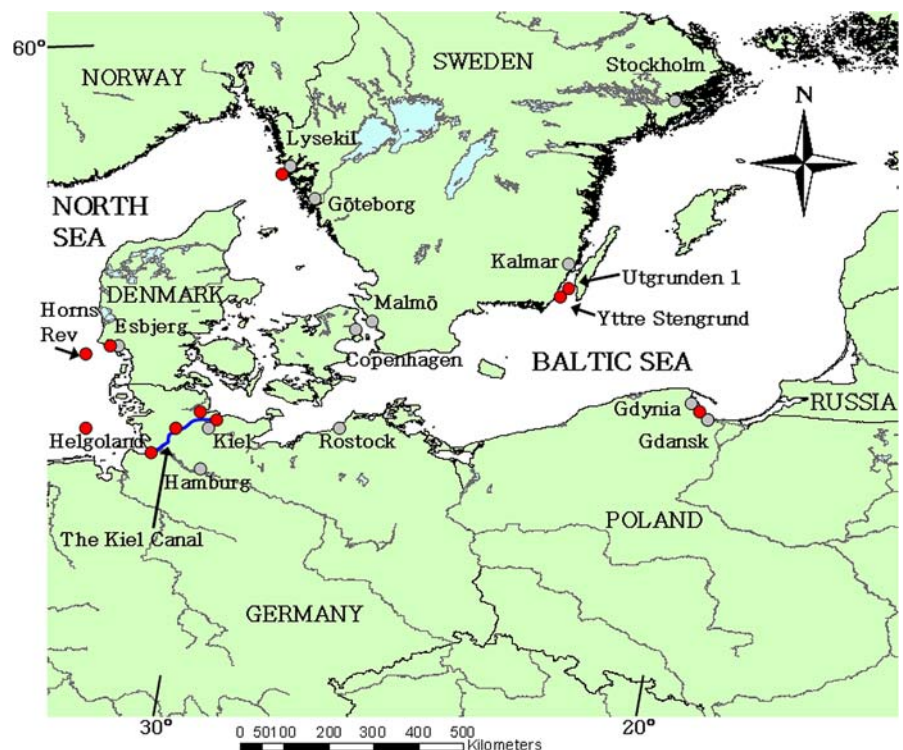 60°
NORWAY
SWEDEN
Stockholm
N
Lysekil
NORTH
SEA
Götеborg
Kalmar
Utgrunden 1
DENMARK
Horns
Rev
Esbjerg
Malmö
Yttre Stengrund
Copenhagen
BALTIC SEA
Gdynia
RUSSIA
Helgoland
Kiel
Rostock
Gdansk
Hamburg
The Kiel Canal
POLAND
GERMANY
30°
20°
0 50100 200 300 400 500
Kilometers